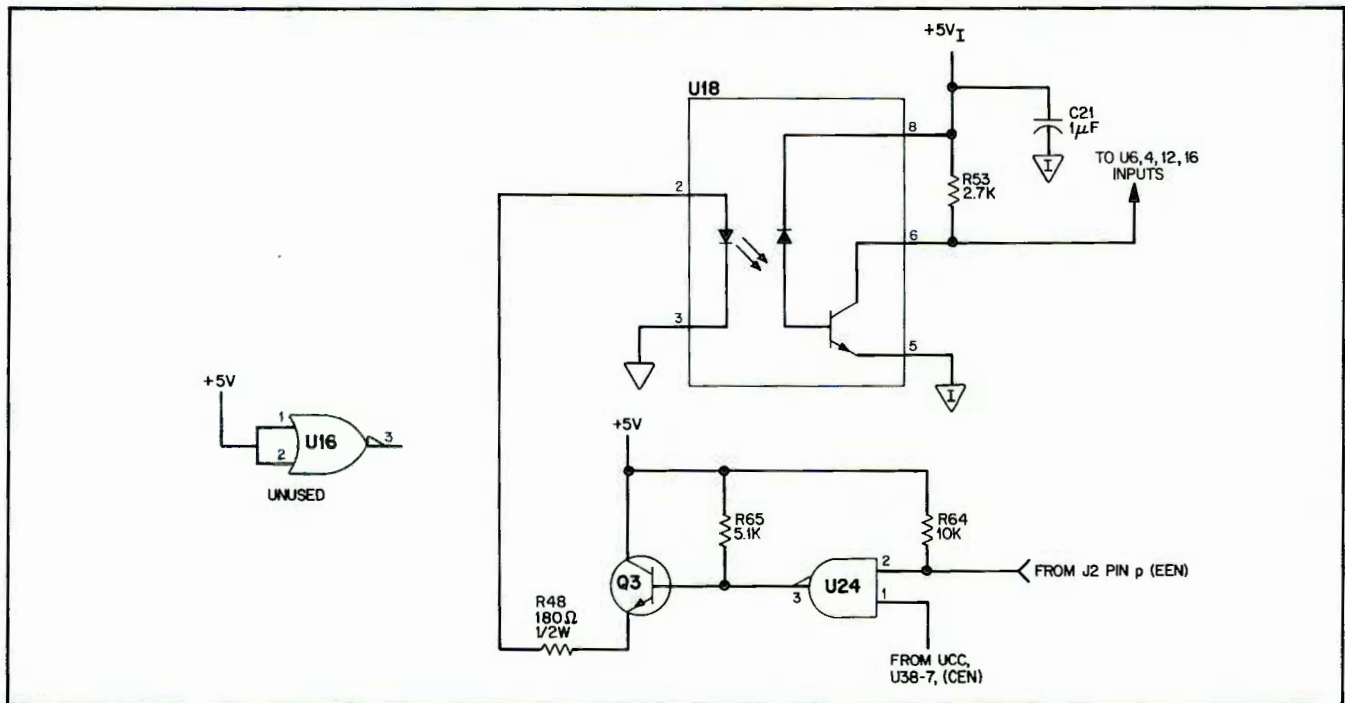 +5VI
U18
8
C21
1µF
2
R53
2.7K
TO U6, 4, 12, 16
INPUTS
6
3
5
I
I
+5V
1
U16
3
2
UNUSED
+5V
R65
5.1K
R64
10K
2
FROM J2 PIN p (EEN)
Q3
3
U24
1
R48
180Ω
1/2W
FROM UCC,
U38-7, (CEN)